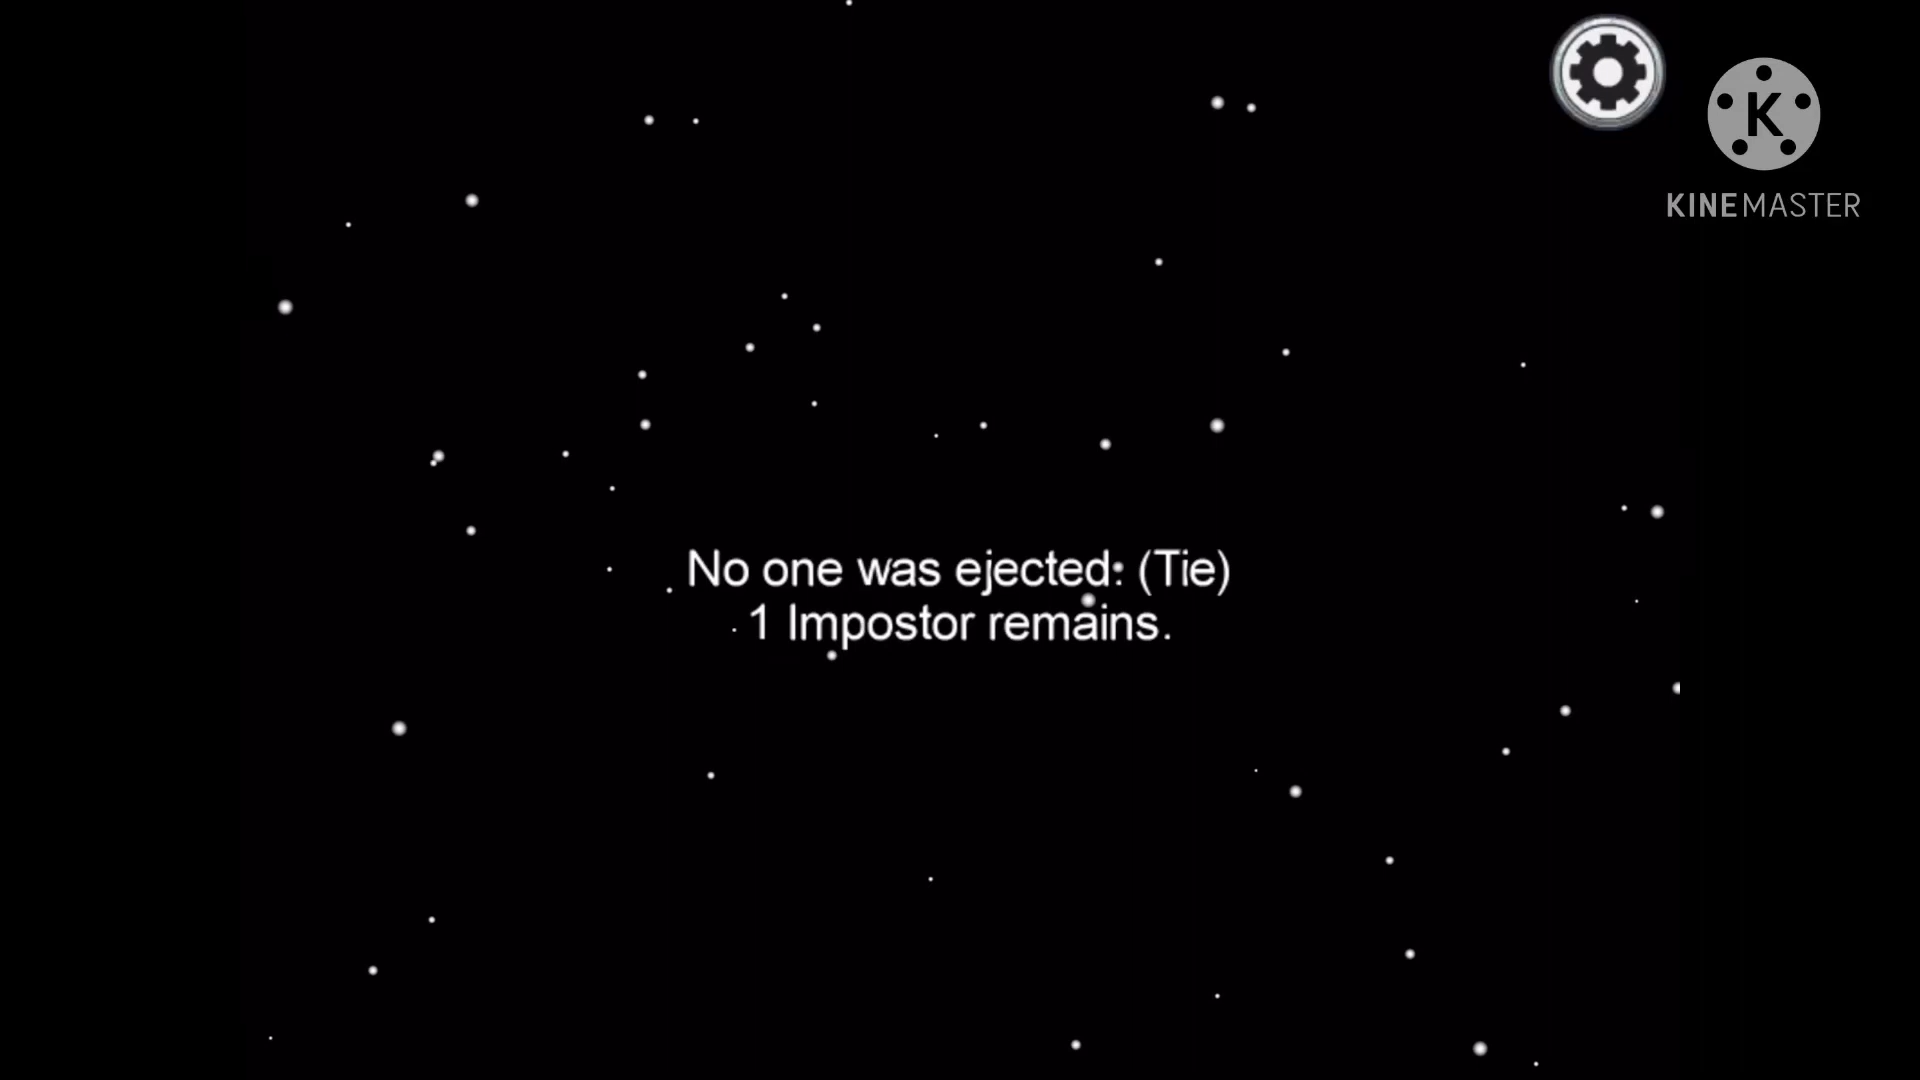 K
KINEMASTER
No one was ejected. (Tie)
1 Impostor remains.